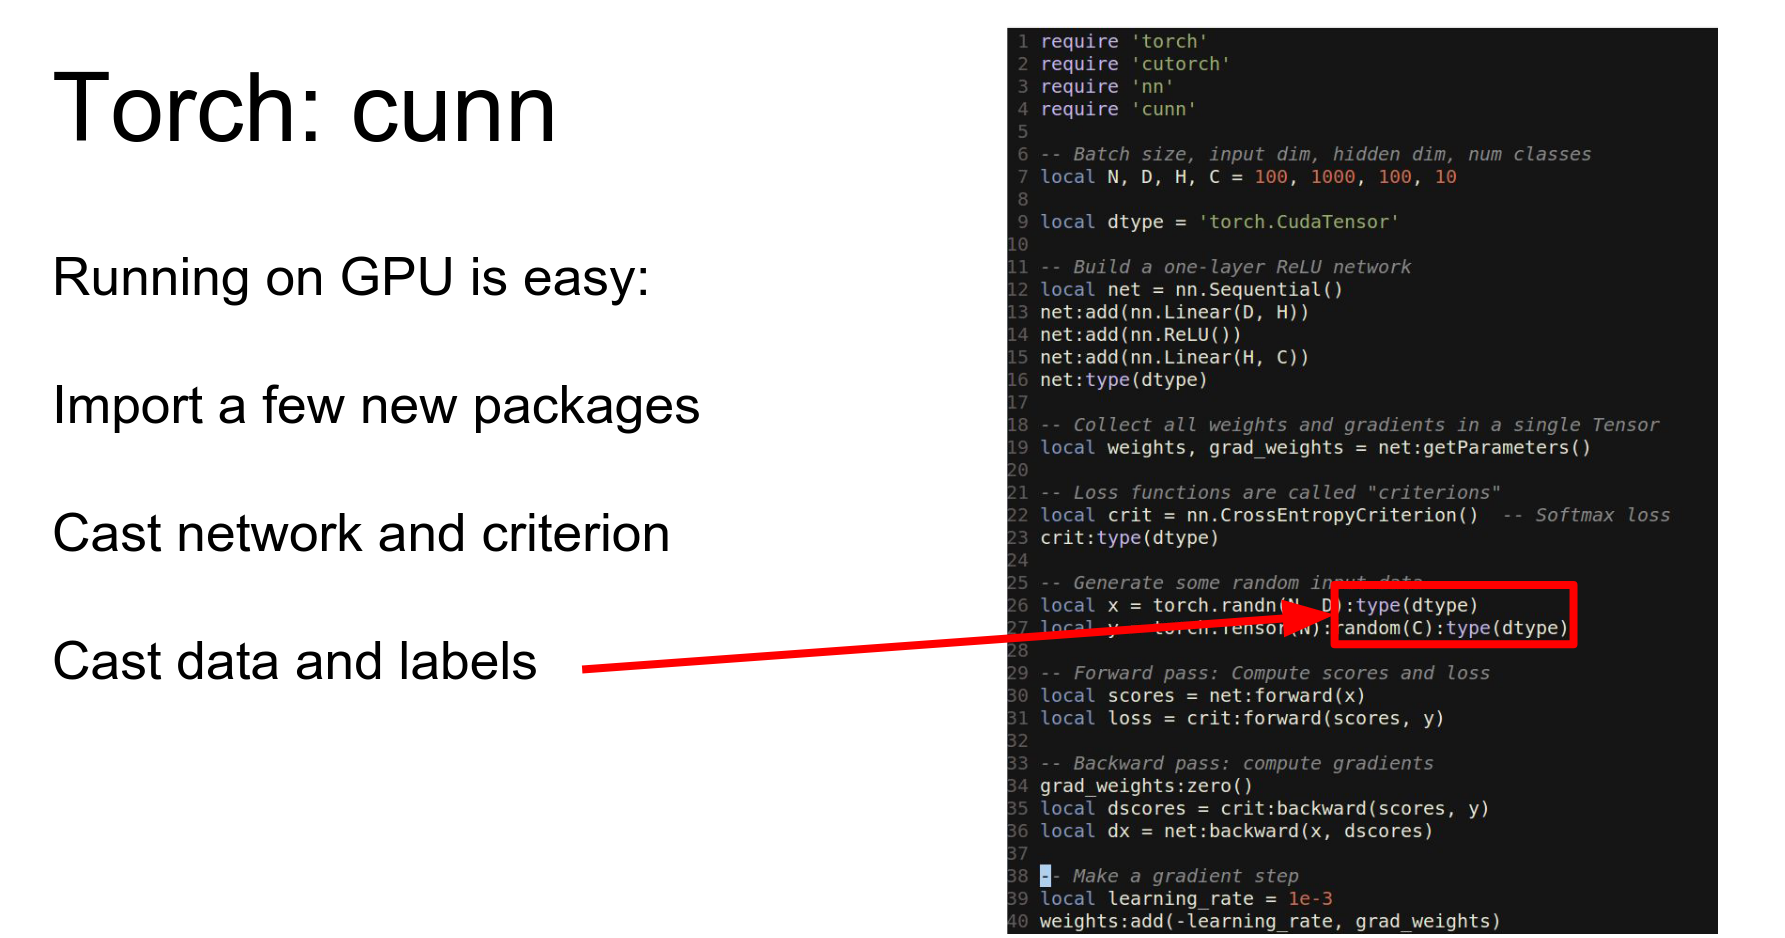 Torch: cunn
Running on GPU is easy:
Import a few new packages
Cast network and criterion
Cast data and labels
1 require 'torch'
2 require 'cutorch'
3 require 'nn'
4 require 'cunn'
5
6 -- Batch size, input dim, hidden dim, num classes
7 local N, D, H, C = 100, 1000, 100, 10
8
9 local dtype = 'torch.CudaTensor'
10
11 -- Build a one-layer ReLU network
12 local net = nn.Sequential()
13 net:add(nn.Linear(D, H))
14 net:add(nn.ReLU())
15 net:add(nn.Linear(H, C))
16 net:type(dtype)
17
18 -- Collect all weights and gradients in a single Tensor
19 local weights, grad_weights = net:getParameters()
20
21 -- Loss functions are called "criterions"
22 local crit = nn.CrossEntropyCriterion()  -- Softmax loss
23 crit:type(dtype)
24
25 -- Generate some random input data
26 local x = torch.randn(N, D):type(dtype)
27 local y = torch.Tensor(N):random(C):type(dtype)
28
29 -- Forward pass: Compute scores and loss
30 local scores = net:forward(x)
31 local loss = crit:forward(scores, y)
32
33 -- Backward pass: compute gradients
34 grad_weights:zero()
35 local dscores = crit:backward(scores, y)
36 local dx = net:backward(x, dscores)
37
38 -- Make a gradient step
39 local learning_rate = 1e-3
40 weights:add(-learning_rate, grad_weights)